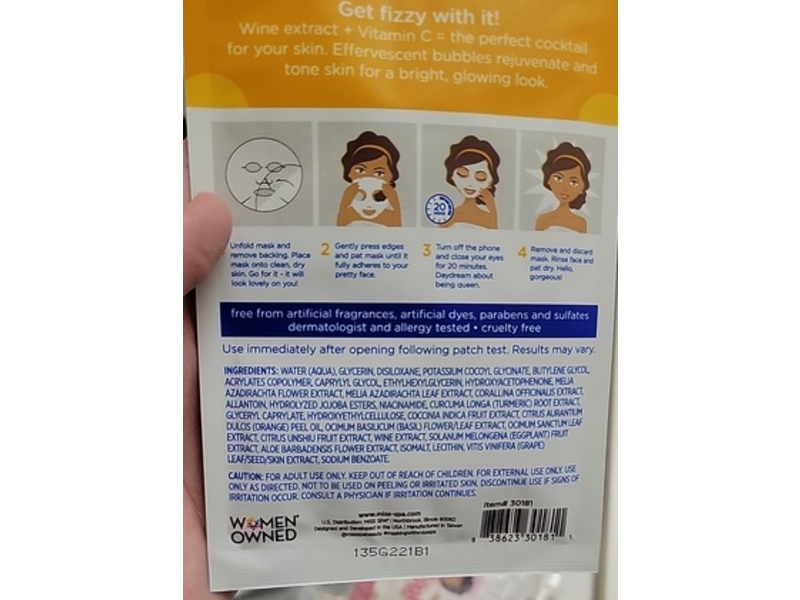 Get fizzy with it!
Wine extract + Vitamin C = the perfect cocktail
for your skin. Effervescent bubbles rejuvenate and
tone skin for a bright, glowing look.
20
MINS
Unfold mask and
remove backing. Place
mask onto clean, dry
skin. Go for it - it will
look lovely on you!
2 Gently press edges
and pat mask until it
fully adheres to your
pretty face.
3 Turn off the phone
and close your eyes
for 20 minutes.
Daydream about
being queen.
4 Remove and discard
mask. Rinse face and
pat dry. Hello,
gorgeous!
free from artificial fragrances, artificial dyes, parabens and sulfates
dermatologist and allergy tested • cruelty free
Use immediately after opening following patch test. Results may vary.
INGREDIENTS: WATER (AQUA), GLYCERIN, DISILOXANE, POTASSIUM COCOYL GLYCINATE, BUTYLENE GLYCOL,
ACRYLATES COPOLYMER, CAPRYLYL GLYCOL, ETHYLHEXYLGLYCERIN, HYDROXYACETOPHENONE, MELIA
AZADIRACHTA FLOWER EXTRACT, MELIA AZADIRACHTA LEAF EXTRACT, CORALLINA OFFICINALIS EXTRACT,
ALLANTOIN, HYDROLYZED JOJOBA ESTERS, NIACINAMIDE, CURCUMA LONGA (TURMERIC) ROOT EXTRACT,
GLYCERYL CAPRYLATE, HYDROXYETHYLCELLULOSE, COCCINIA INDICA FRUIT EXTRACT, CITRUS AURANTIUM
DULCIS (ORANGE) PEEL OIL, OCIMUM BASILICUM (BASIL) FLOWER/LEAF EXTRACT, OCIMUM SANCTUM LEAF
EXTRACT, CITRUS UNSHIU FRUIT EXTRACT, WINE EXTRACT, SOLANUM MELONGENA (EGGPLANT) FRUIT
EXTRACT, ALOE BARBADENSIS FLOWER EXTRACT, ISOMALT, LECITHIN, VITIS VINIFERA (GRAPE)
LEAF/SEED/SKIN EXTRACT, SODIUM BENZOATE.
CAUTION: FOR ADULT USE ONLY. KEEP OUT OF REACH OF CHILDREN. FOR EXTERNAL USE ONLY. USE
ONLY AS DIRECTED. NOT TO BE USED ON PEELING OR IRRITATED SKIN. DISCONTINUE USE IF SIGNS OF
IRRITATION OCCUR. CONSULT A PHYSICIAN IF IRRITATION CONTINUES.
WOMEN
OWNED
www.miss-spa.com
U.S. Distribution: MISS SPA® | Northbrook, Illinois 60062
Designed and Developed in the USA | Manufactured in Taiwan
Item# 30181
8 38623 30181 1
135G221B1